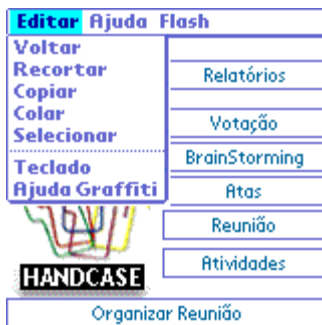 Editar Ajuda Flash
Voltar
Recortar
Copiar
Colar
Selecionar
Teclado
Ajuda Graffiti
Relatórios
Votação
BrainStorming
Atas
Reunião
Atividades
HANDCASE
Organizar Reunião